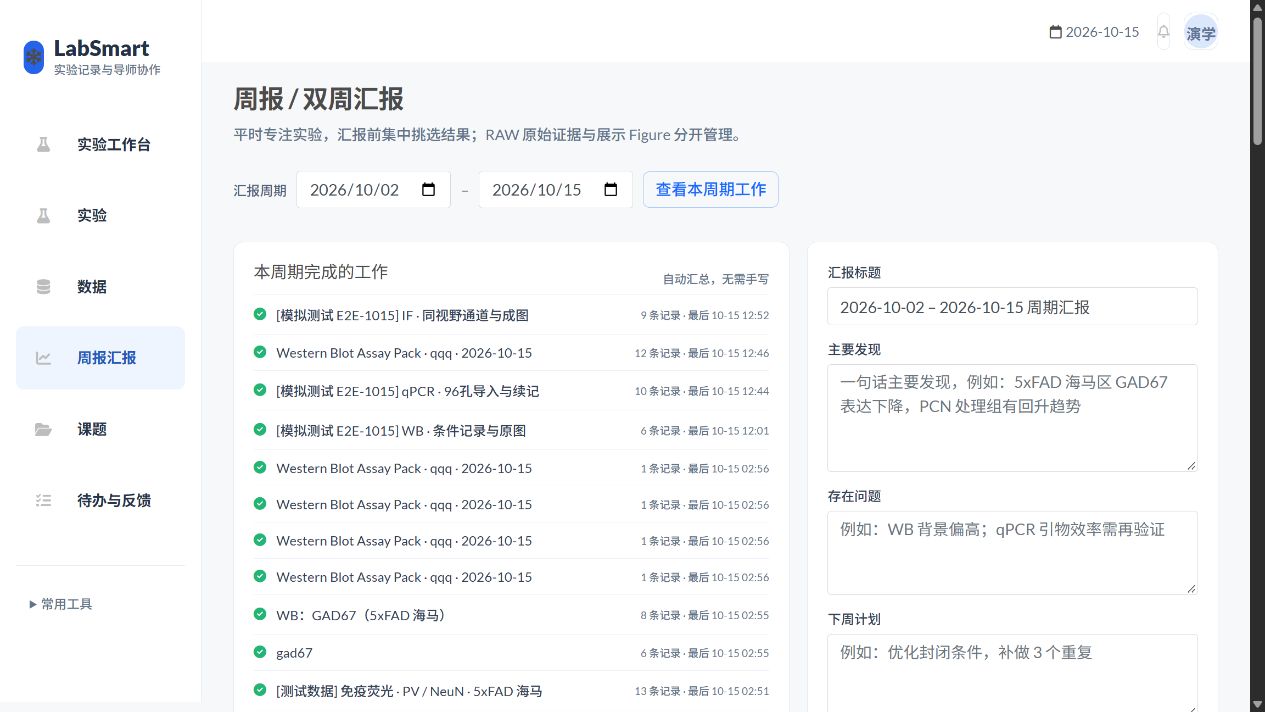 LabSmart
实验记录与导师协作
实验工作台
实验
数据
周报汇报
课题
待办与反馈
常用工具
2026-10-15
演学
周报 / 双周汇报
平时专注实验，汇报前集中挑选结果；RAW 原始证据与展示 Figure 分开管理。
汇报周期 2026/10/02 – 2026/10/15 查看本周期工作
本周期完成的工作 自动汇总，无需手写
[模拟测试 E2E-1015] IF · 同视野通道与成图 9 条记录 · 最后 10-15 12:52
Western Blot Assay Pack · qqq · 2026-10-15 12 条记录 · 最后 10-15 12:46
[模拟测试 E2E-1015] qPCR · 96孔导入与续记 10 条记录 · 最后 10-15 12:44
[模拟测试 E2E-1015] WB · 条件记录与原图 6 条记录 · 最后 10-15 12:01
Western Blot Assay Pack · qqq · 2026-10-15 1 条记录 · 最后 10-15 02:56
Western Blot Assay Pack · qqq · 2026-10-15 1 条记录 · 最后 10-15 02:56
Western Blot Assay Pack · qqq · 2026-10-15 1 条记录 · 最后 10-15 02:56
Western Blot Assay Pack · qqq · 2026-10-15 1 条记录 · 最后 10-15 02:56
WB：GAD67（5xFAD 海马） 8 条记录 · 最后 10-15 02:55
gad67 6 条记录 · 最后 10-15 02:55
[测试数据] 免疫荧光 · PV / NeuN · 5xFAD 海马 13 条记录 · 最后 10-15 02:51
汇报标题
2026-10-02 – 2026-10-15 周期汇报
主要发现
一句话主要发现，例如：5xFAD 海马区 GAD67
表达下降，PCN 处理组有回升趋势
存在问题
例如：WB 背景偏高；qPCR 引物效率需再验证
下周计划
例如：优化封闭条件，补做 3 个重复